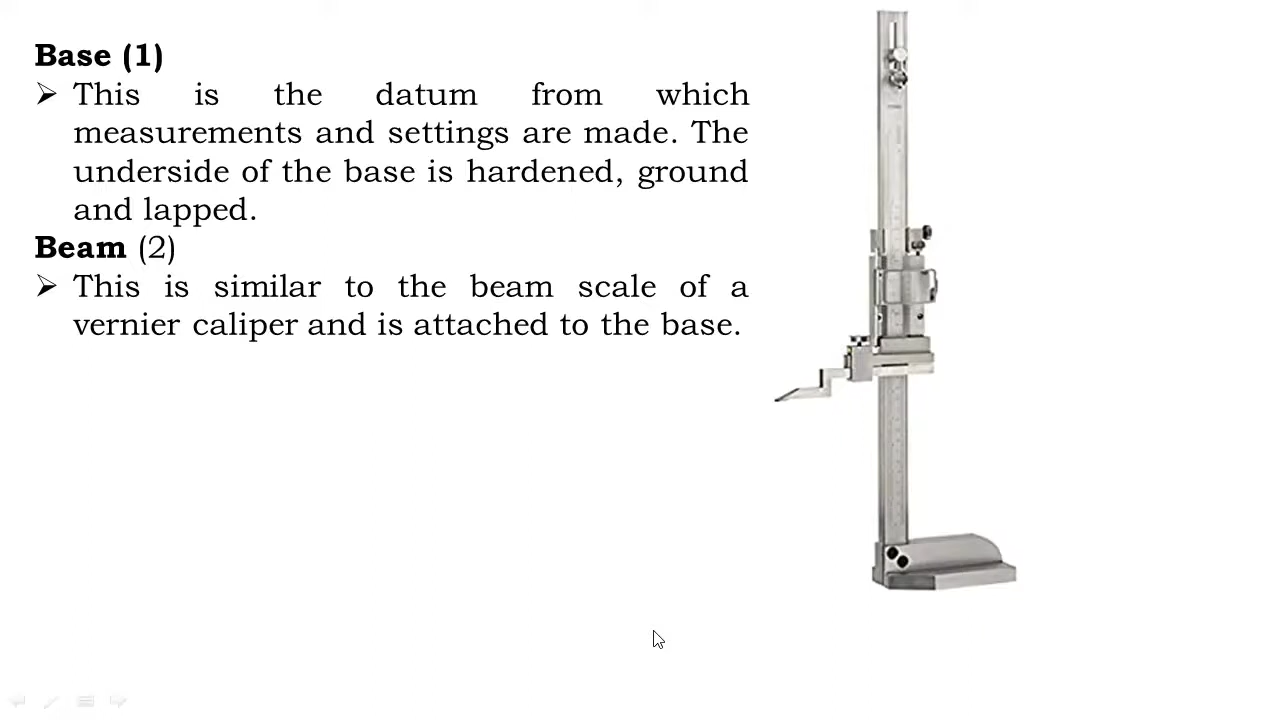 Base (1)
➢ This is the datum from which
measurements and settings are made. The
underside of the base is hardened, ground
and lapped.
Beam (2)
➢ This is similar to the beam scale of a
vernier caliper and is attached to the base.